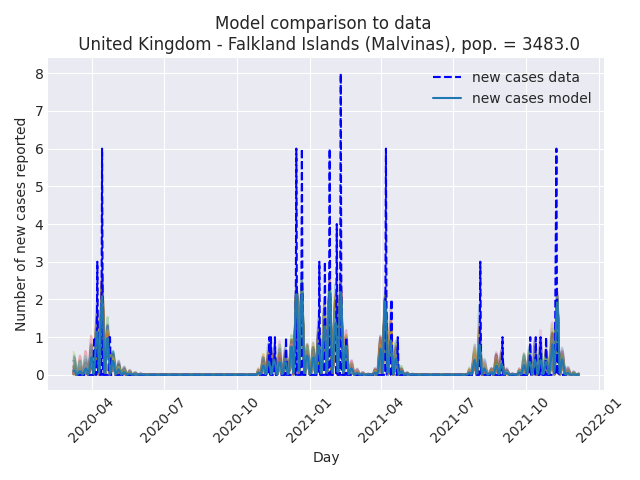 Model comparison to data
United Kingdom - Falkland Islands (Malvinas), pop. = 3483.0
new cases data
new cases model
Number of new cases reported
8
7
6
5
4
3
2
1
0
2020-04
2020-07
2020-10
2021-01
2021-04
2021-07
2021-10
2022-01
Day